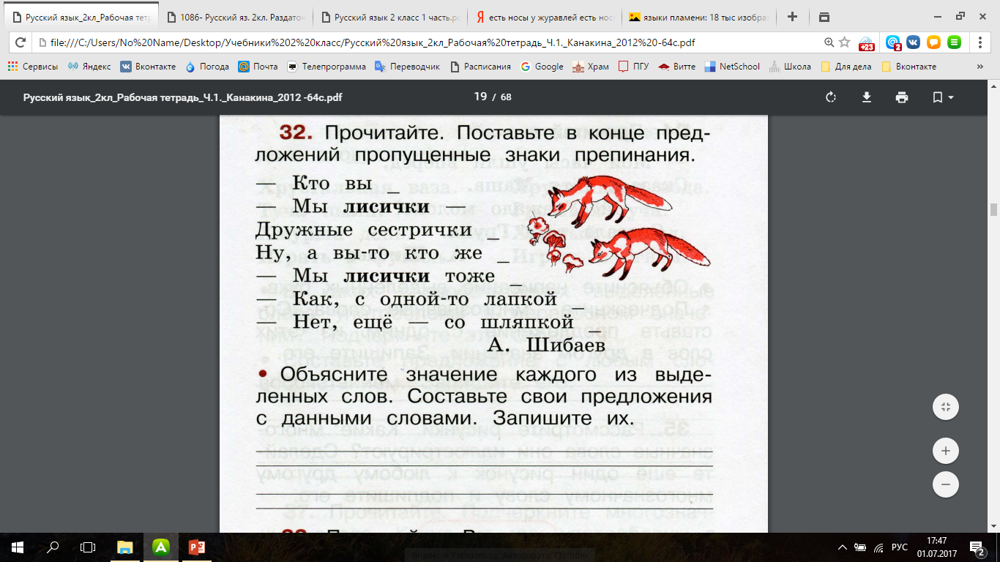 Русский язык_2кл_Рабочая тетр
1086- Русский яз. 2кл. Раздаточ
Русский язык 2 класс 1 часть.pd
есть носы у журавлей есть нос
языки пламени: 18 тыс изобра
file:///C:/Users/No%20Name/Desktop/Учебники%202%20класс/Русский%20язык_2кл_Рабочая%20тетрадь_Ч.1._Канакина_2012%20-64с.pdf
+23
2
Сервисы
Яндекс
Вконтакте
Погода
Почта
Телепрограмма
Переводчик
Расписания
Google
Храм
ПГУ
Витте
NetSchool
Школа
Для дела
Вконтакте
»
Русский язык_2кл_Рабочая тетрадь_Ч.1._Канакина_2012 -64с.pdf
19 / 68
32. Прочитайте. Поставьте в конце пред-
ложений пропущенные знаки препинания.
— Кто вы _
— Мы лисички —
Дружные сестрички _
Ну, а вы-то кто же _
— Мы лисички тоже _
— Как, с одной-то лапкой _
— Нет, ещё — со шляпкой _
А. Шибаев
• Объясните значение каждого из выде-
ленных слов. Составьте свои предложения
с данными словами. Запишите их.
РУС
17:47
01.07.2017
2